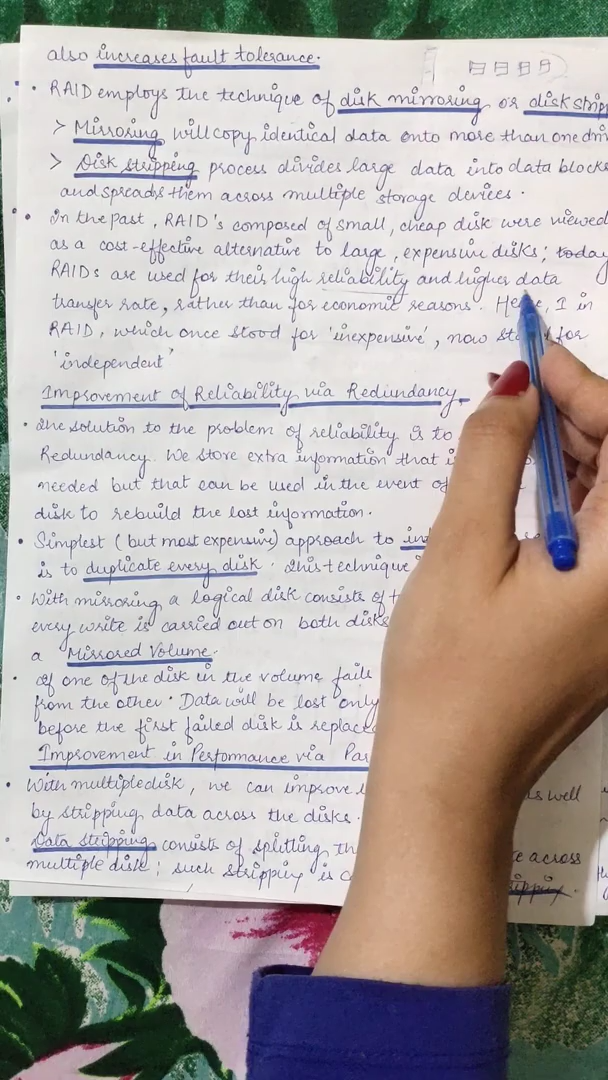 also increases fault tolerance.
• RAID employs the technique of disk mirroring or disk stripp
> Mirroring will copy identical data onto more than one dri
> Disk stripping process divides large data into data blocks
and spreads them across multiple storage devices.
• In the past, RAID's composed of small, cheap disk were viewed
as a cost-effective alternative to large, expensive disks; today
RAIDs are used for their high reliability and higher data
transfer rate, rather than for economic reasons. I in
RAID, which once stood for 'inexpensive', now for
'independent'
Improvement of Reliability via Redundancy.
• The solution to the problem of reliability is to
Redundancy. We store extra information that
needed but that can be used in the event of
disk to rebuild the lost information.
• Simplest (but most expensive) approach to
is to duplicate every disk. This technique
• With mirroring a logical disk consists of
every write is carried out on both disks
a Mirrored Volume.
• If one of the disk in the volume fails
from the other. Data will be lost only
before the first failed disk is replaced
Improvement in Performance via Par
• With multiple disk, we can improve as well
by stripping data across the disks.
• Data Stripping consists of splitting the across
multiple disk; such stripping is